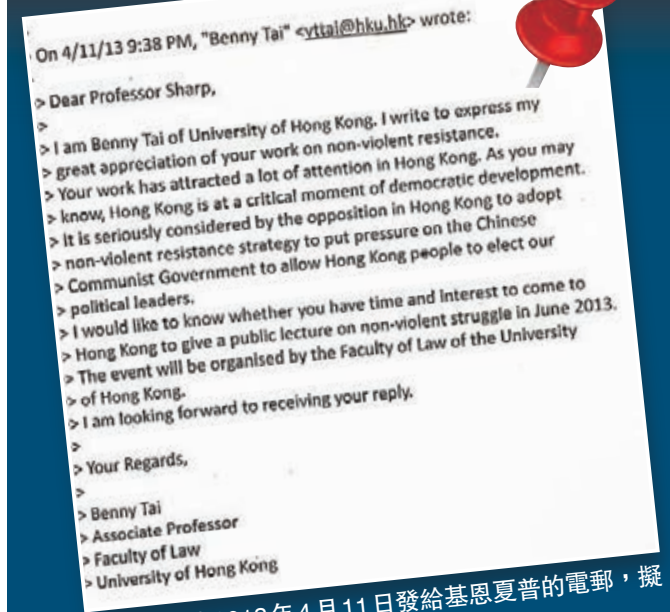 On 4/11/13 9:38 PM, "Benny Tai" <yttai@hku.hk> wrote:
> Dear Professor Sharp,
>
> I am Benny Tai of University of Hong Kong. I write to express my
> great appreciation of your work on non-violent resistance.
> Your work has attracted a lot of attention in Hong Kong. As you may
> know, Hong Kong is at a critical moment of democratic development.
> It is seriously considered by the opposition in Hong Kong to adopt
> non-violent resistance strategy to put pressure on the Chinese
> Communist Government to allow Hong Kong people to elect our
> political leaders.
> I would like to know whether you have time and interest to come to
> Hong Kong to give a public lecture on non-violent struggle in June 2013.
> The event will be organised by the Faculty of Law of the University
> of Hong Kong.
> I am looking forward to receiving your reply.
>
> Your Regards,
>
> Benny Tai
> Associate Professor
> Faculty of Law
> University of Hong Kong
年4月11日發給基恩夏普的電郵，擬